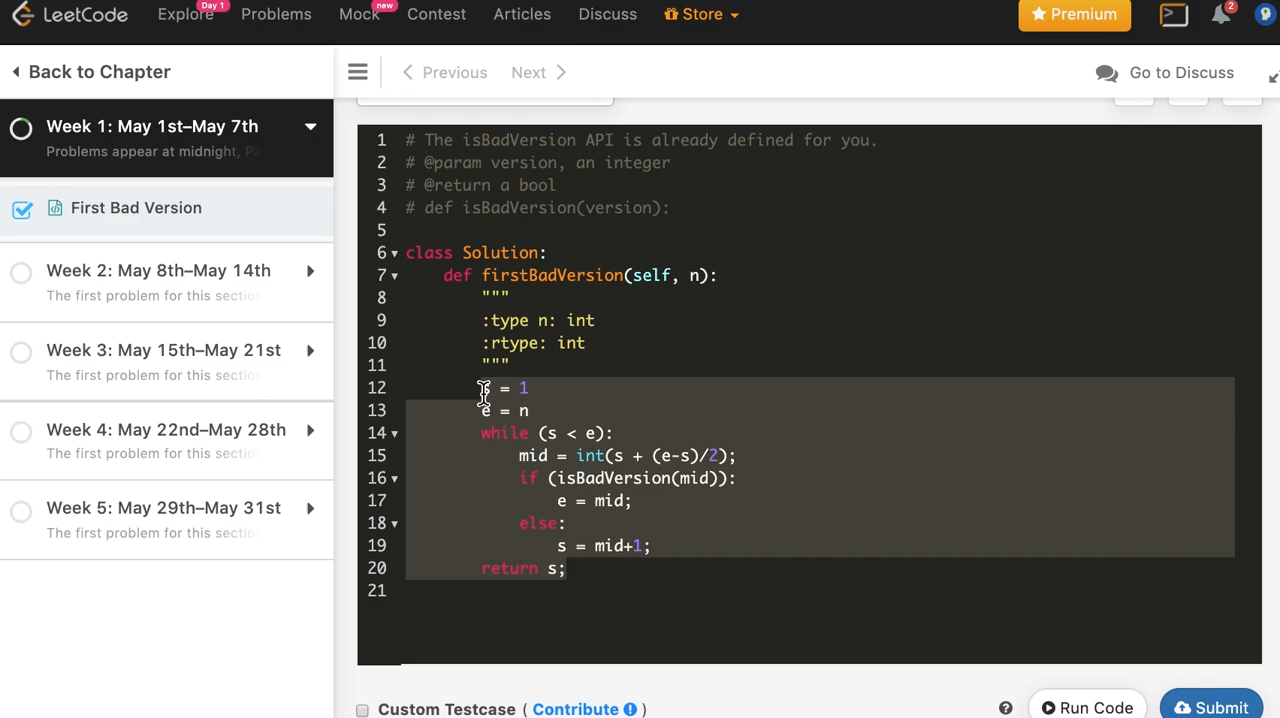 LeetCode Explore Day 1 Problems Mock new Contest Articles Discuss Store Premium 2
Back to Chapter
Previous Next Go to Discuss
Week 1: May 1st–May 7th
Problems appear at midnight,
First Bad Version
Week 2: May 8th–May 14th
The first problem for this
Week 3: May 15th–May 21st
The first problem for this
Week 4: May 22nd–May 28th
The first problem for this
Week 5: May 29th–May 31st
The first problem for this
1 # The isBadVersion API is already defined for you.
2 # @param version, an integer
3 # @return a bool
4 # def isBadVersion(version):
5
6 class Solution:
7 def firstBadVersion(self, n):
8 """
9 :type n: int
10 :rtype: int
11 """
12 s = 1
13 e = n
14 while (s < e):
15 mid = int(s + (e-s)/2);
16 if (isBadVersion(mid)):
17 e = mid;
18 else:
19 s = mid+1;
20 return s;
21
Custom Testcase ( Contribute ) ? Run Code Submit